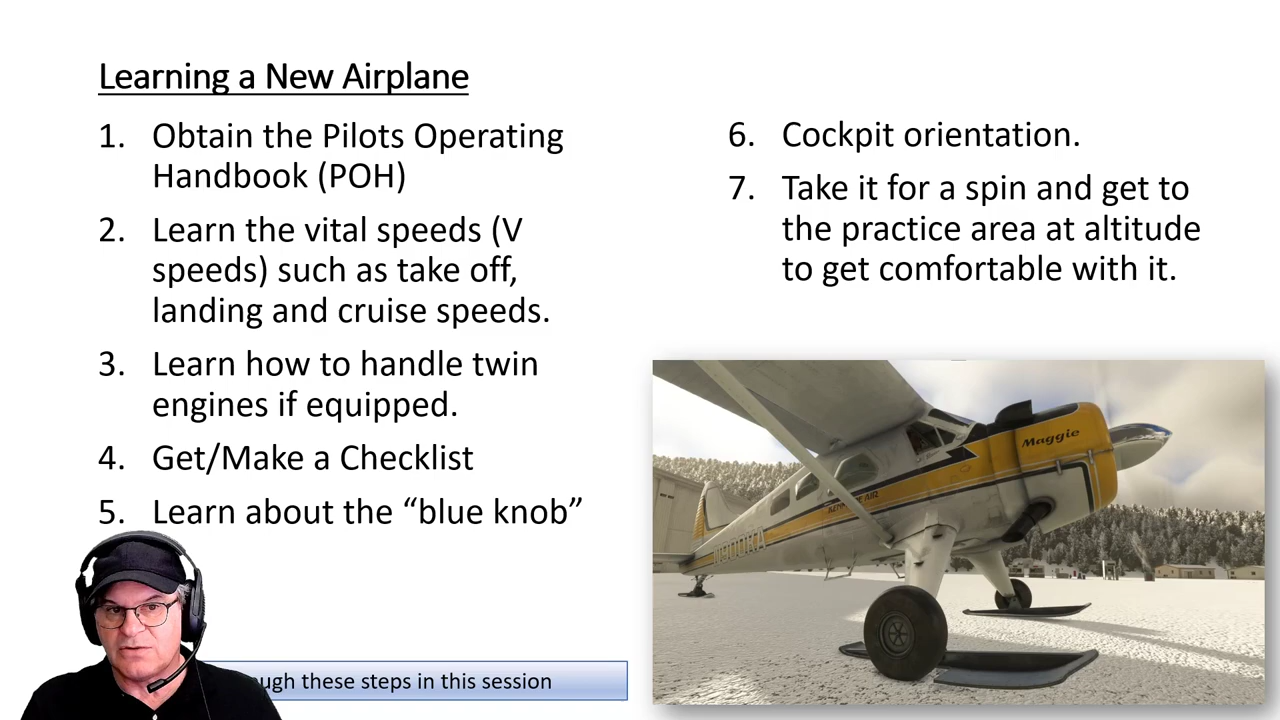 Learning a New Airplane
1. Obtain the Pilots Operating
Handbook (POH)
2. Learn the vital speeds (V
speeds) such as take off,
landing and cruise speeds.
3. Learn how to handle twin
engines if equipped.
4. Get/Make a Checklist
5. Learn about the “blue knob”
6. Cockpit orientation.
7. Take it for a spin and get to
the practice area at altitude
to get comfortable with it.
Maggie
AIR
these steps in this session